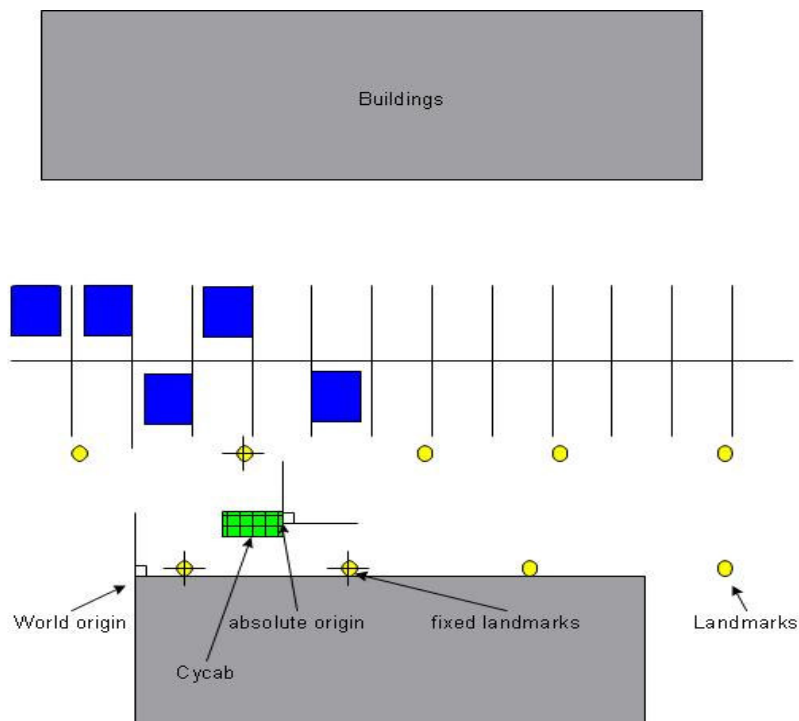 Buildings
World origin
absolute origin
fixed landmarks
Landmarks
Cycab